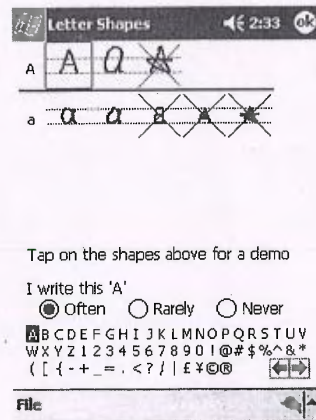 Letter Shapes 2:33 ok
A A a A
a a a a A A
Tap on the shapes above for a demo
I write this 'A'
Often Rarely Never
ABCDEFGHIJKLMNOPQRSTUV
WXYZ1234567890!@#$%^&*
([{-+_=.<?/|£¥©®
File